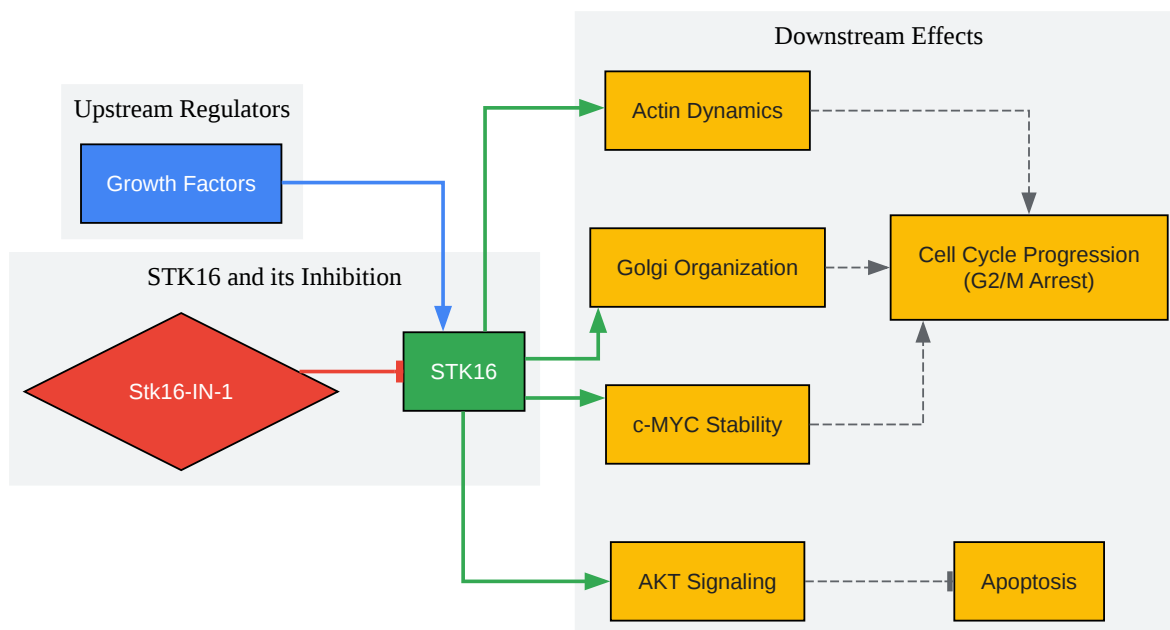 Downstream Effects
Upstream Regulators
Growth Factors
STK16 and its Inhibition
Stk16-IN-1
STK16
Actin Dynamics
Golgi Organization
c-MYC Stability
AKT Signaling
Cell Cycle Progression
(G2/M Arrest)
Apoptosis